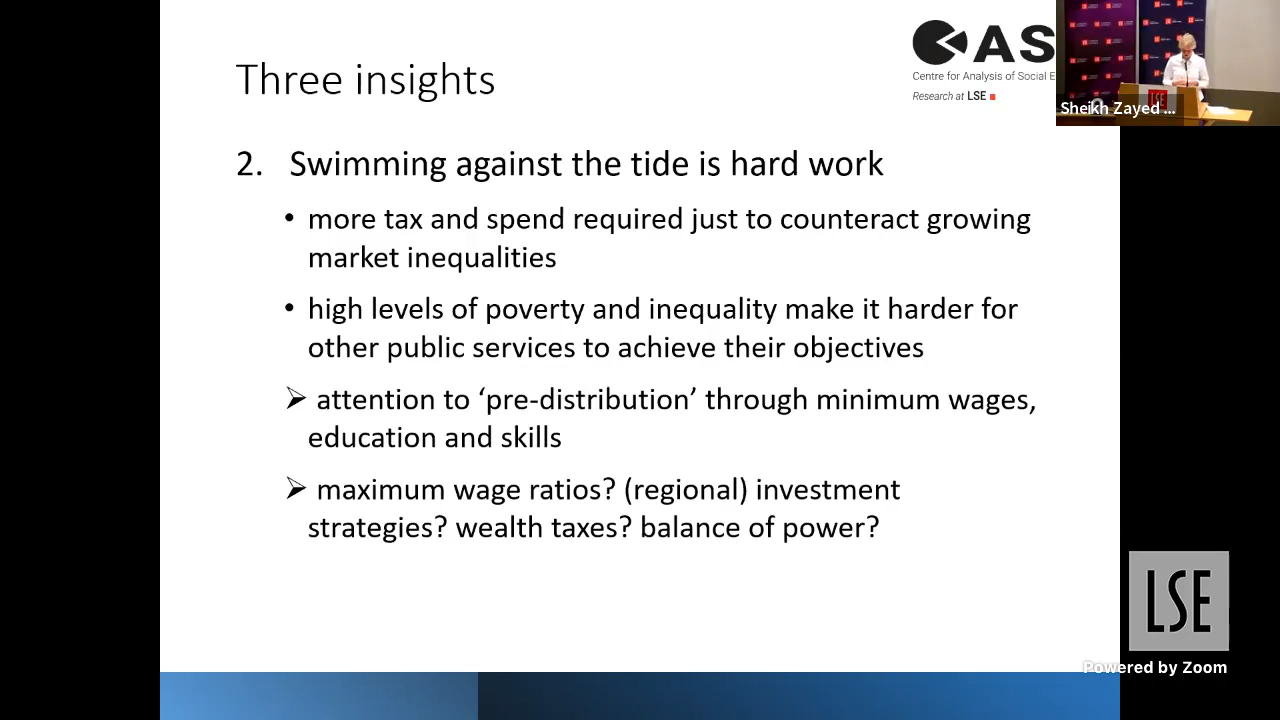 Three insights
CAS
Centre for Analysis of Social E
Research at LSE
Sheikh Zayed ...
LSE
2. Swimming against the tide is hard work
• more tax and spend required just to counteract growing
market inequalities
• high levels of poverty and inequality make it harder for
other public services to achieve their objectives
➢ attention to ‘pre-distribution’ through minimum wages,
education and skills
➢ maximum wage ratios? (regional) investment
strategies? wealth taxes? balance of power?
LSE
Powered by Zoom